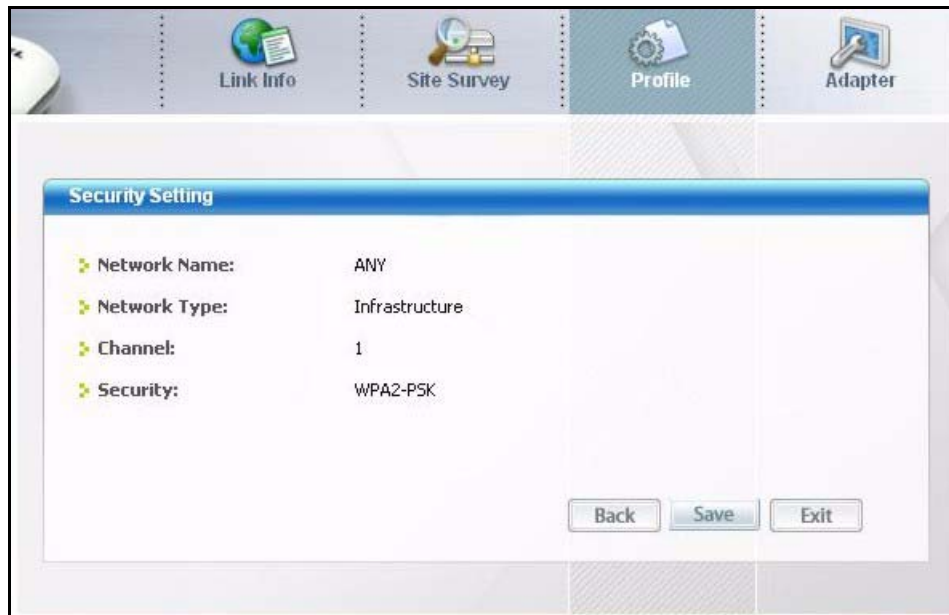 Link Info Site Survey Profile Adapter
Security Setting
Network Name: ANY
Network Type: Infrastructure
Channel: 1
Security: WPA2-PSK
Back Save Exit